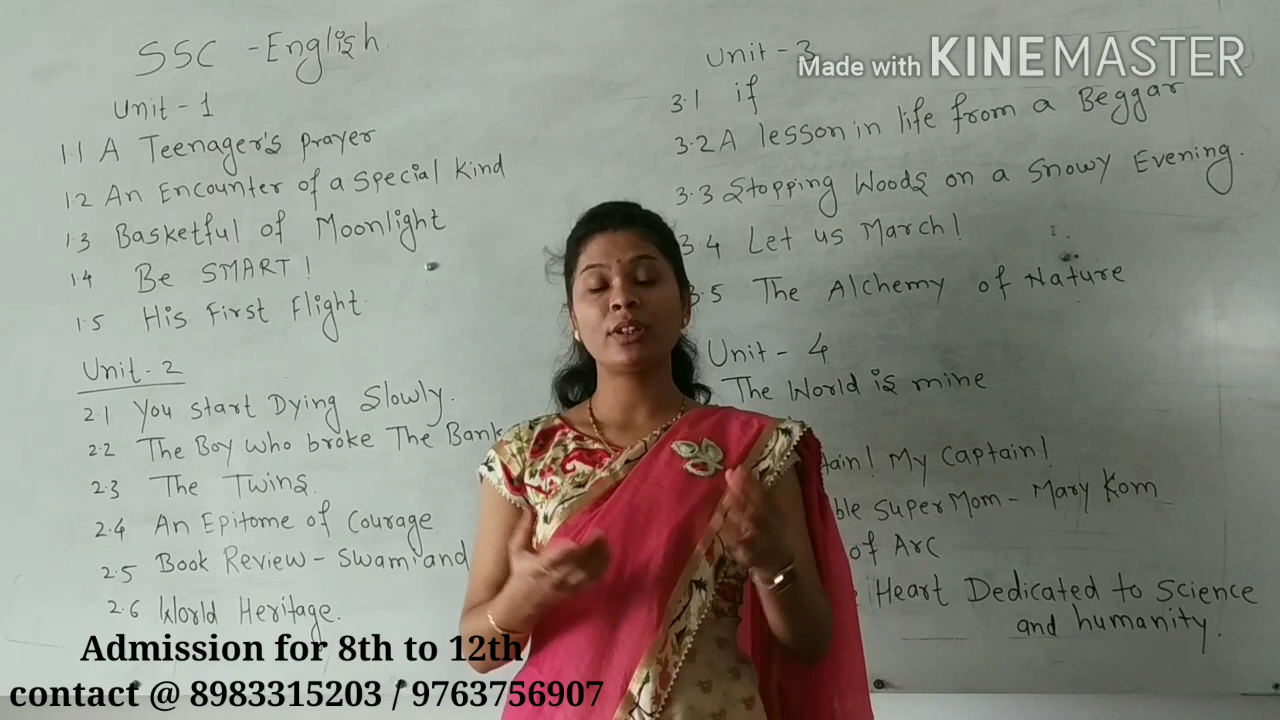 SSC - English
Unit - 1
1.1 A Teenager's Prayer
1.2 An Encounter of a special kind
1.3 Basketful of Moonlight
1.4 Be SMART!
1.5 His First Flight
Unit - 2
2.1 You Start Dying Slowly.
2.2 The Boy who broke The Bank
2.3 The Twins.
2.4 An Epitome of Courage
2.5 Book Review - Swami and
2.6 World Heritage.
Unit - 3
Made with KINEMASTER
3.1 if
3.2 A lesson in life from a Beggar
3.3 Stopping Woods on a Snowy Evening.
3.4 Let us March!
3.5 The Alchemy of Nature
Unit - 4
The World is mine
tain! My Captain!
ble SuperMom - Mary Kom
of Arc
Heart Dedicated to Science
and humanity.
Admission for 8th to 12th
contact @ 8983315203 / 9763756907